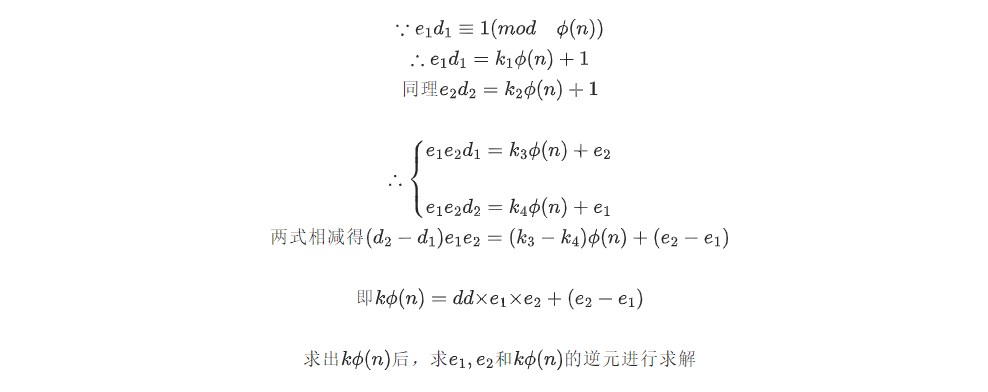 ∵ e₁d₁ ≡ 1(mod ϕ(n))
∴ e₁d₁ = k₁ϕ(n) + 1
同理e₂d₂ = k₂ϕ(n) + 1
∴ { e₁e₂d₁ = k₃ϕ(n) + e₂
e₁e₂d₂ = k₄ϕ(n) + e₁
两式相减得(d₂ − d₁)e₁e₂ = (k₃ − k₄)ϕ(n) + (e₂ − e₁)
即kϕ(n) = dd×e₁×e₂ + (e₂ − e₁)
求出kϕ(n)后，求e₁, e₂和kϕ(n)的逆元进行求解